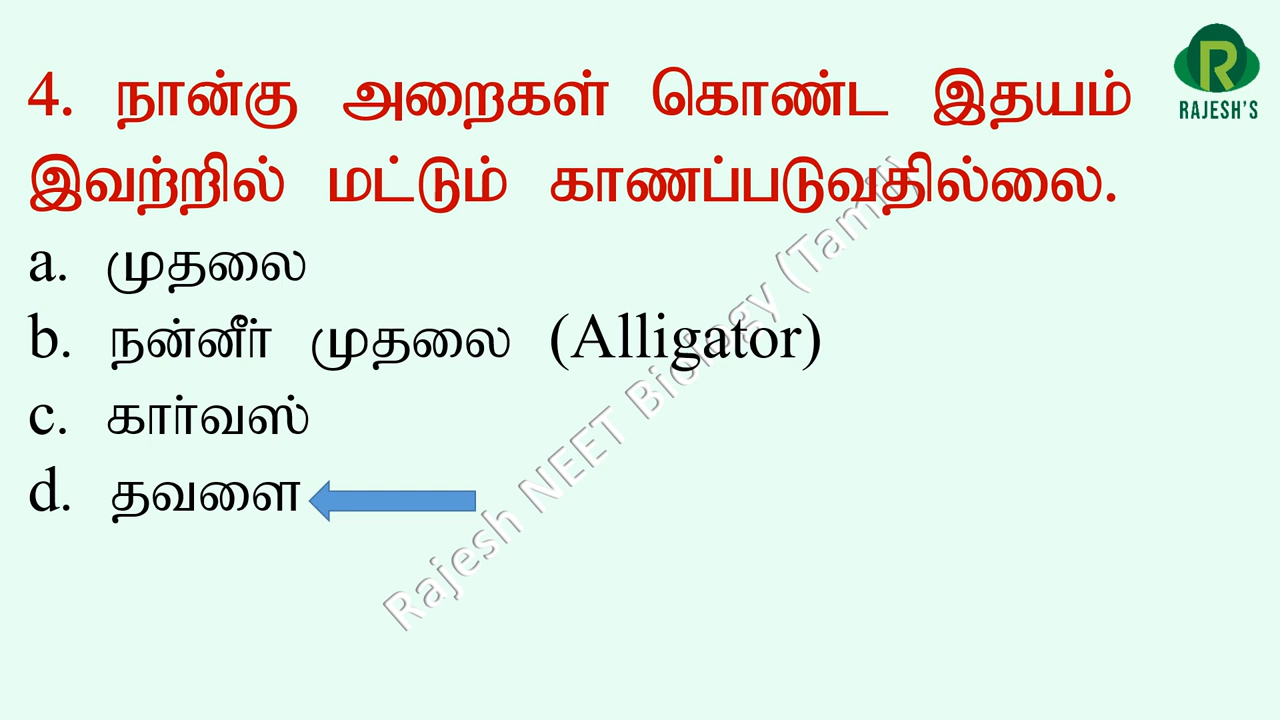 4. நான்கு அறைகள் கொண்ட இதயம்
இவற்றில் மட்டும் காணப்படுவதில்லை.
a. முதலை
b. நன்னீர் முதலை (Alligator)
c. கார்வஸ்
d. தவளை
R
RAJESH'S
Rajesh NEET Biology (Tamil)